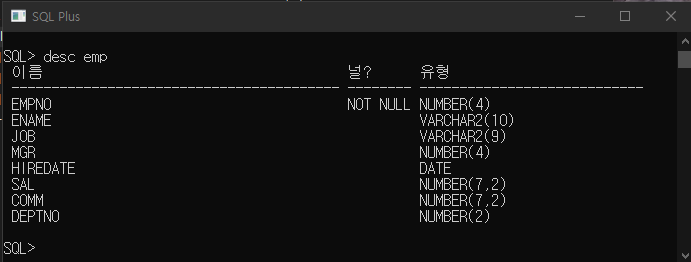 SQL Plus
SQL> desc emp
이름 널? 유형
----------------------------------------- -------- ----------------------------
EMPNO NOT NULL NUMBER(4)
ENAME VARCHAR2(10)
JOB VARCHAR2(9)
MGR NUMBER(4)
HIREDATE DATE
SAL NUMBER(7,2)
COMM NUMBER(7,2)
DEPTNO NUMBER(2)
SQL>